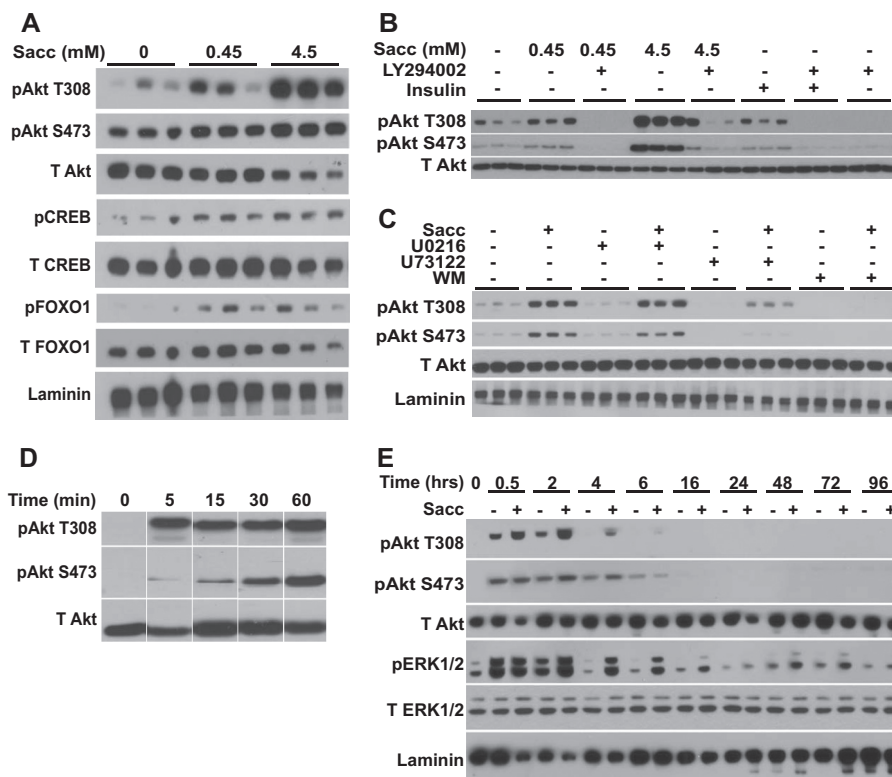 A
Sacc (mM) 0 0.45 4.5
pAkt T308
pAkt S473
T Akt
pCREB
T CREB
pFOXO1
T FOXO1
Laminin
B
Sacc (mM) - 0.45 0.45 4.5 4.5 - - -
LY294002 - - + - + - + +
Insulin - - - - - + + -
pAkt T308
pAkt S473
T Akt
C
Sacc - + - + - + - +
U0216 - - + + - - - -
U73122 - - - - + + - -
WM - - - - - - + +
pAkt T308
pAkt S473
T Akt
Laminin
D
Time (min) 0 5 15 30 60
pAkt T308
pAkt S473
T Akt
E
Time (hrs) 0 0.5 2 4 6 16 24 48 72 96
Sacc - + - + - + - + - + - + - + - + - +
pAkt T308
pAkt S473
T Akt
pERK1/2
T ERK1/2
Laminin